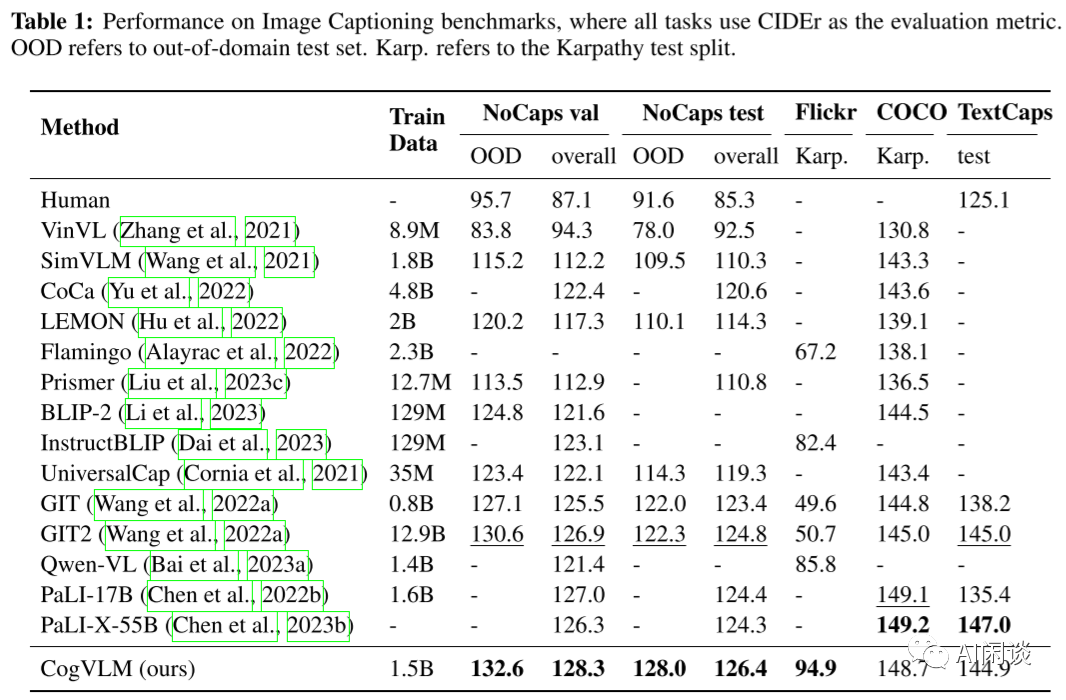 Table 1: Performance on Image Captioning benchmarks, where all tasks use CIDEr as the evaluation metric.
OOD refers to out-of-domain test set. Karp. refers to the Karpathy test split.
Method Train Data NoCaps val NoCaps test Flickr COCO TextCaps
OOD overall OOD overall Karp. Karp. test
Human - 95.7 87.1 91.6 85.3 - - 125.1
VinVL (Zhang et al., 2021) 8.9M 83.8 94.3 78.0 92.5 - 130.8 -
SimVLM (Wang et al., 2021) 1.8B 115.2 112.2 109.5 110.3 - 143.3 -
CoCa (Yu et al., 2022) 4.8B - 122.4 - 120.6 - 143.6 -
LEMON (Hu et al., 2022) 2B 120.2 117.3 110.1 114.3 - 139.1 -
Flamingo (Alayrac et al., 2022) 2.3B - - - - 67.2 138.1 -
Prismer (Liu et al., 2023c) 12.7M 113.5 112.9 - 110.8 - 136.5 -
BLIP-2 (Li et al., 2023) 129M 124.8 121.6 - - - 144.5 -
InstructBLIP (Dai et al., 2023) 129M - 123.1 - - 82.4 - -
UniversalCap (Cornia et al., 2021) 35M 123.4 122.1 114.3 119.3 - 143.4 -
GIT (Wang et al., 2022a) 0.8B 127.1 125.5 122.0 123.4 49.6 144.8 138.2
GIT2 (Wang et al., 2022a) 12.9B 130.6 126.9 122.3 124.8 50.7 145.0 145.0
Qwen-VL (Bai et al., 2023a) 1.4B - 121.4 - - 85.8 - -
PaLI-17B (Chen et al., 2022b) 1.6B - 127.0 - 124.4 - 149.1 135.4
PaLI-X-55B (Chen et al., 2023b) - - 126.3 - 124.3 - 149.2 147.0
CogVLM (ours) 1.5B 132.6 128.3 128.0 126.4 94.9 148.7 144.9
AI闲谈